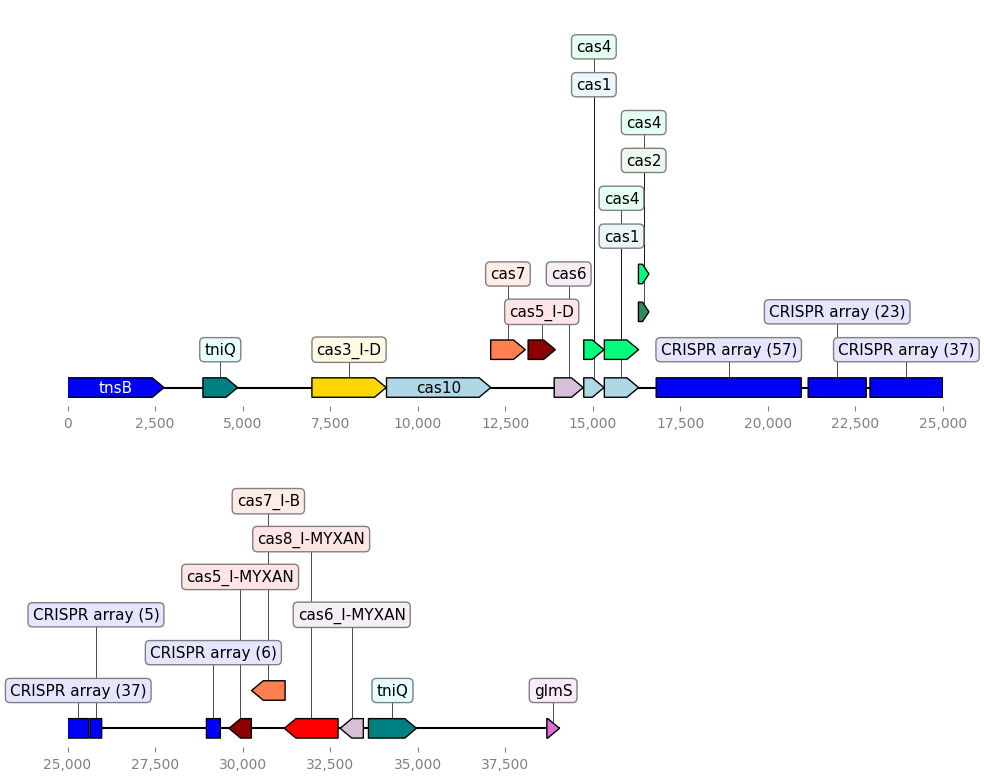 cas4
cas1
cas4
cas2
cas4
cas1
cas7
cas6
cas5_I-D
CRISPR array (23)
tniQ
cas3_I-D
CRISPR array (57)
CRISPR array (37)
tnsB
cas10
0
2,500
5,000
7,500
10,000
12,500
15,000
17,500
20,000
22,500
25,000
cas7_I-B
cas8_I-MYXAN
cas5_I-MYXAN
CRISPR array (5)
cas6_I-MYXAN
CRISPR array (6)
CRISPR array (37)
tniQ
glmS
25,000
27,500
30,000
32,500
35,000
37,500